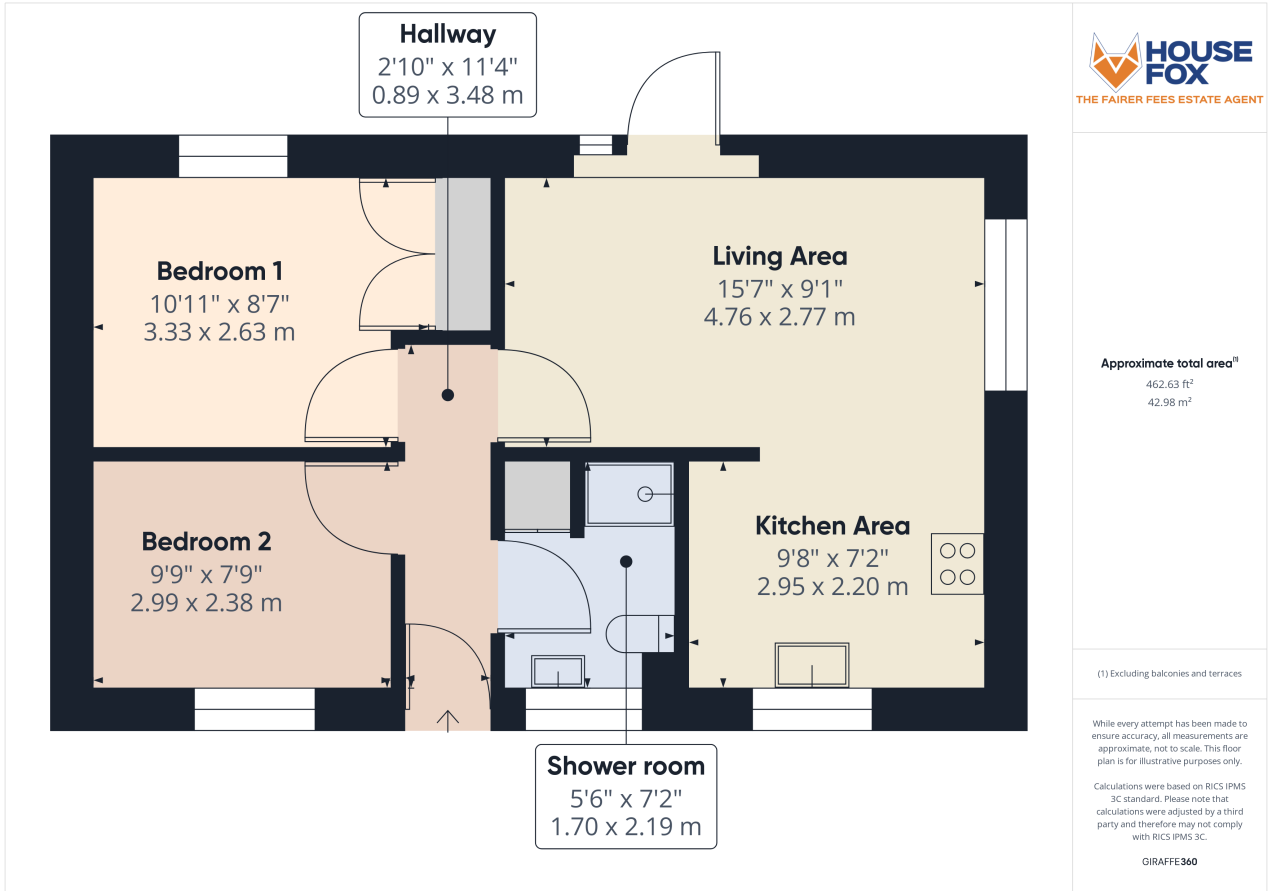 Hallway
2'10" x 11'4"
0.89 x 3.48 m
Bedroom 1
10'11" x 8'7"
3.33 x 2.63 m
Living Area
15'7" x 9'1"
4.76 x 2.77 m
Bedroom 2
9'9" x 7'9"
2.99 x 2.38 m
Kitchen Area
9'8" x 7'2"
2.95 x 2.20 m
Shower room
5'6" x 7'2"
1.70 x 2.19 m
HOUSE
FOX
THE FAIRER FEES ESTATE AGENT
Approximate total area(1)
462.63 ft²
42.98 m²
(1) Excluding balconies and terraces
While every attempt has been made to
ensure accuracy, all measurements are
approximate, not to scale. This floor
plan is for illustrative purposes only.
Calculations were based on RICS IPMS
3C standard. Please note that
calculations were adjusted by a third
party and therefore may not comply
with RICS IPMS 3C.
GIRAFFE360